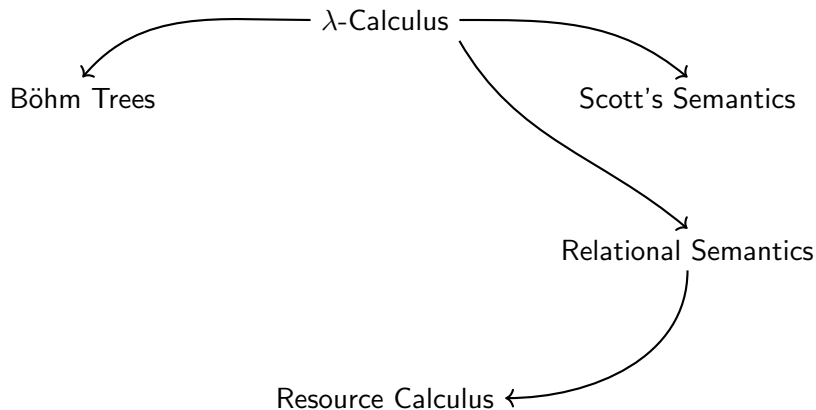 λ-Calculus
Böhm Trees
Scott's Semantics
Relational Semantics
Resource Calculus